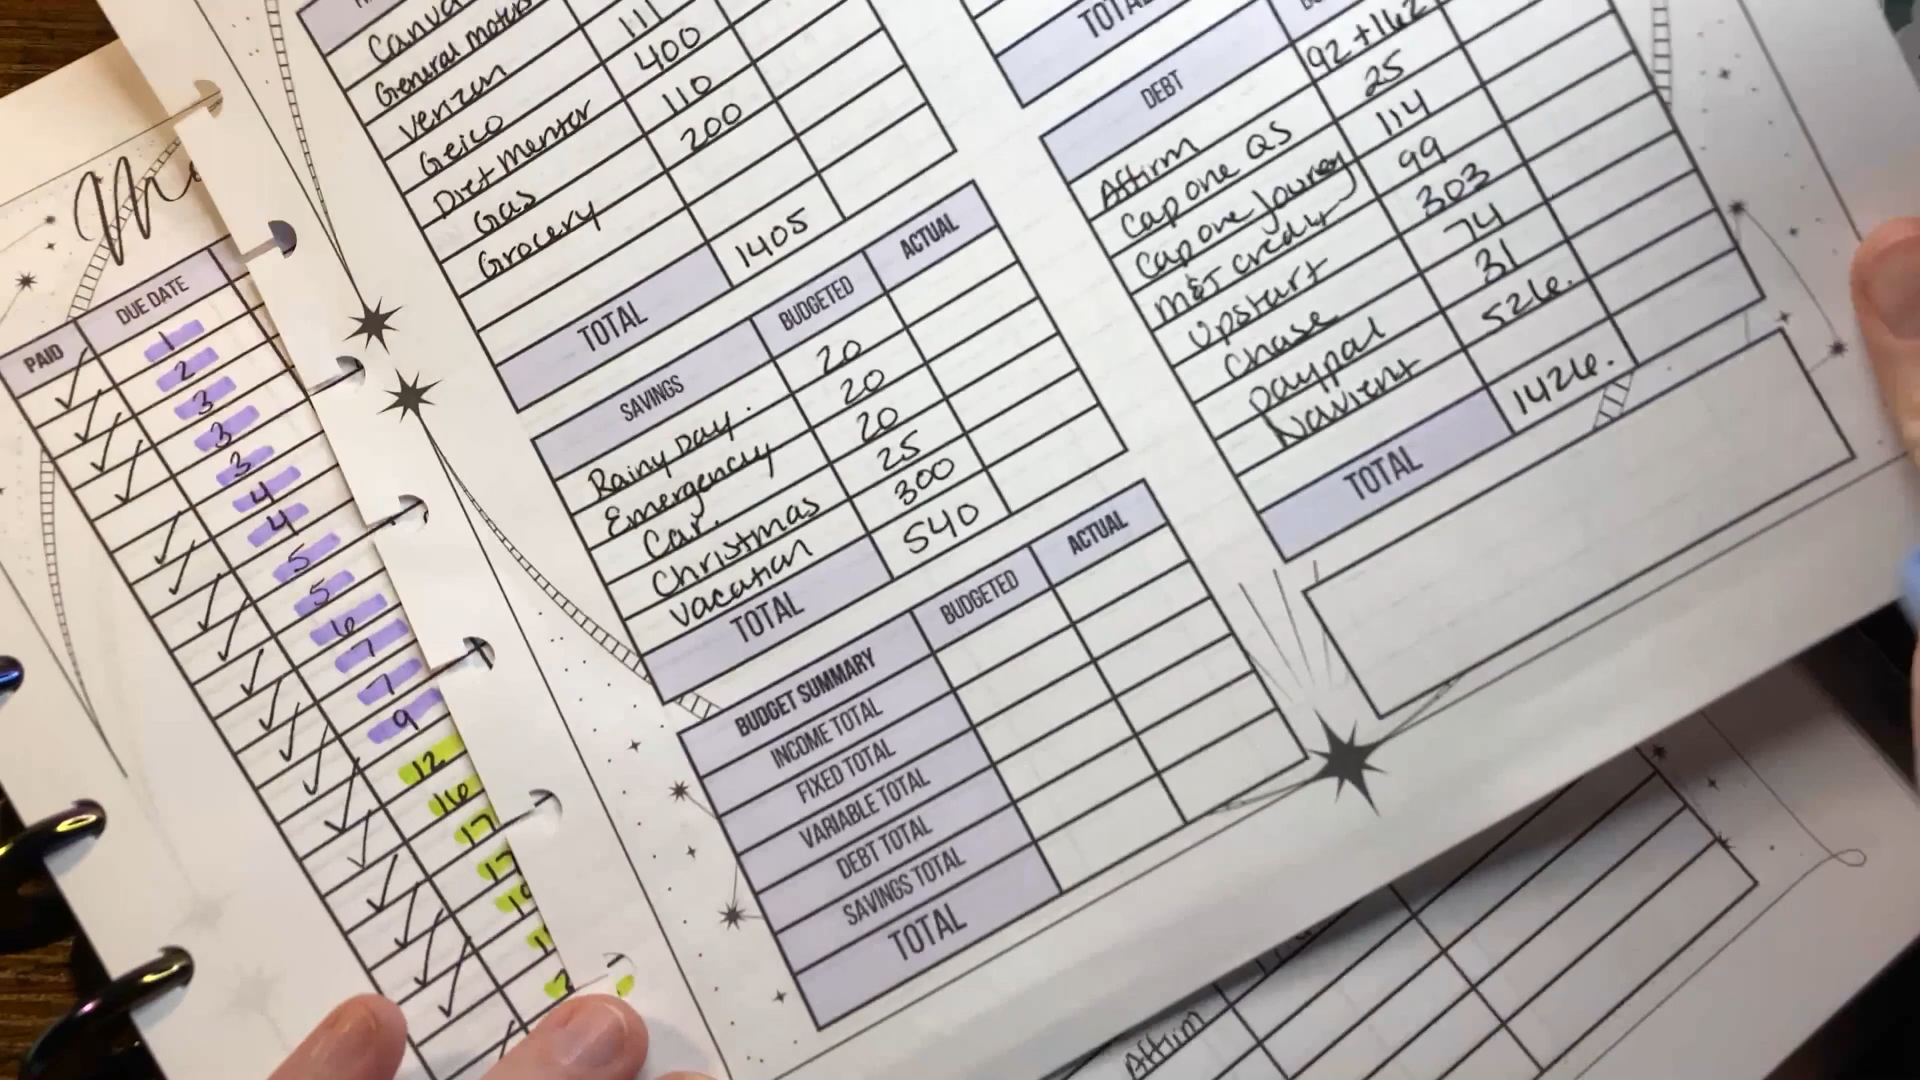 PAID
DUE DATE
1
2
3
3
3
4
4
5
5
6
7
7
9
12
16
17
17
Canva
General motors
Verizon 111
Geico 400
Diet mentor 110
Gas 200
Grocery
TOTAL 1405
SAVINGS BUDGETED ACTUAL
Rainy Day. 20
Emergency 20
Car. 20
Christmas 25
Vacation 300
TOTAL 540
BUDGET SUMMARY BUDGETED ACTUAL
INCOME TOTAL
FIXED TOTAL
VARIABLE TOTAL
DEBT TOTAL
SAVINGS TOTAL
TOTAL
TOTAL
DEBT
Affirm 92+162
Cap one QS 25
Cap one Journey 114
M&T credit 99
Upstart 303
Chase 74
paypal 31
Navient 526.
TOTAL 1426.
Affirm